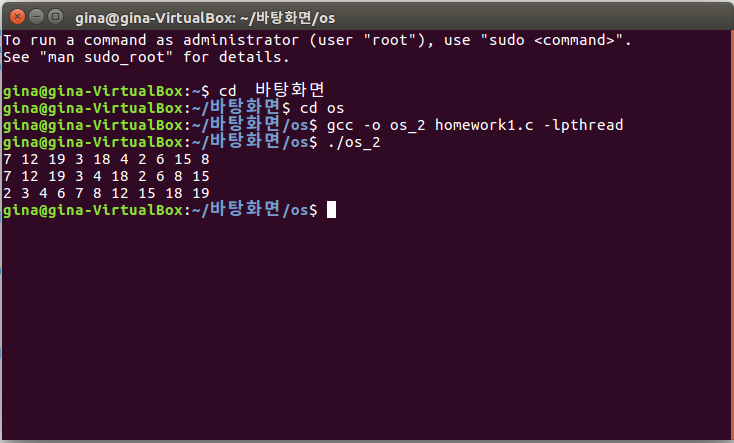 gina@gina-VirtualBox: ~/바탕화면/os
To run a command as administrator (user "root"), use "sudo <command>".
See "man sudo_root" for details.
gina@gina-VirtualBox:~$ cd  바탕화면
gina@gina-VirtualBox:~/바탕화면$ cd os
gina@gina-VirtualBox:~/바탕화면/os$ gcc -o os_2 homework1.c -lpthread
gina@gina-VirtualBox:~/바탕화면/os$ ./os_2
7 12 19 3 18 4 2 6 15 8
7 12 19 3 4 18 2 6 8 15
2 3 4 6 7 8 12 15 18 19
gina@gina-VirtualBox:~/바탕화면/os$